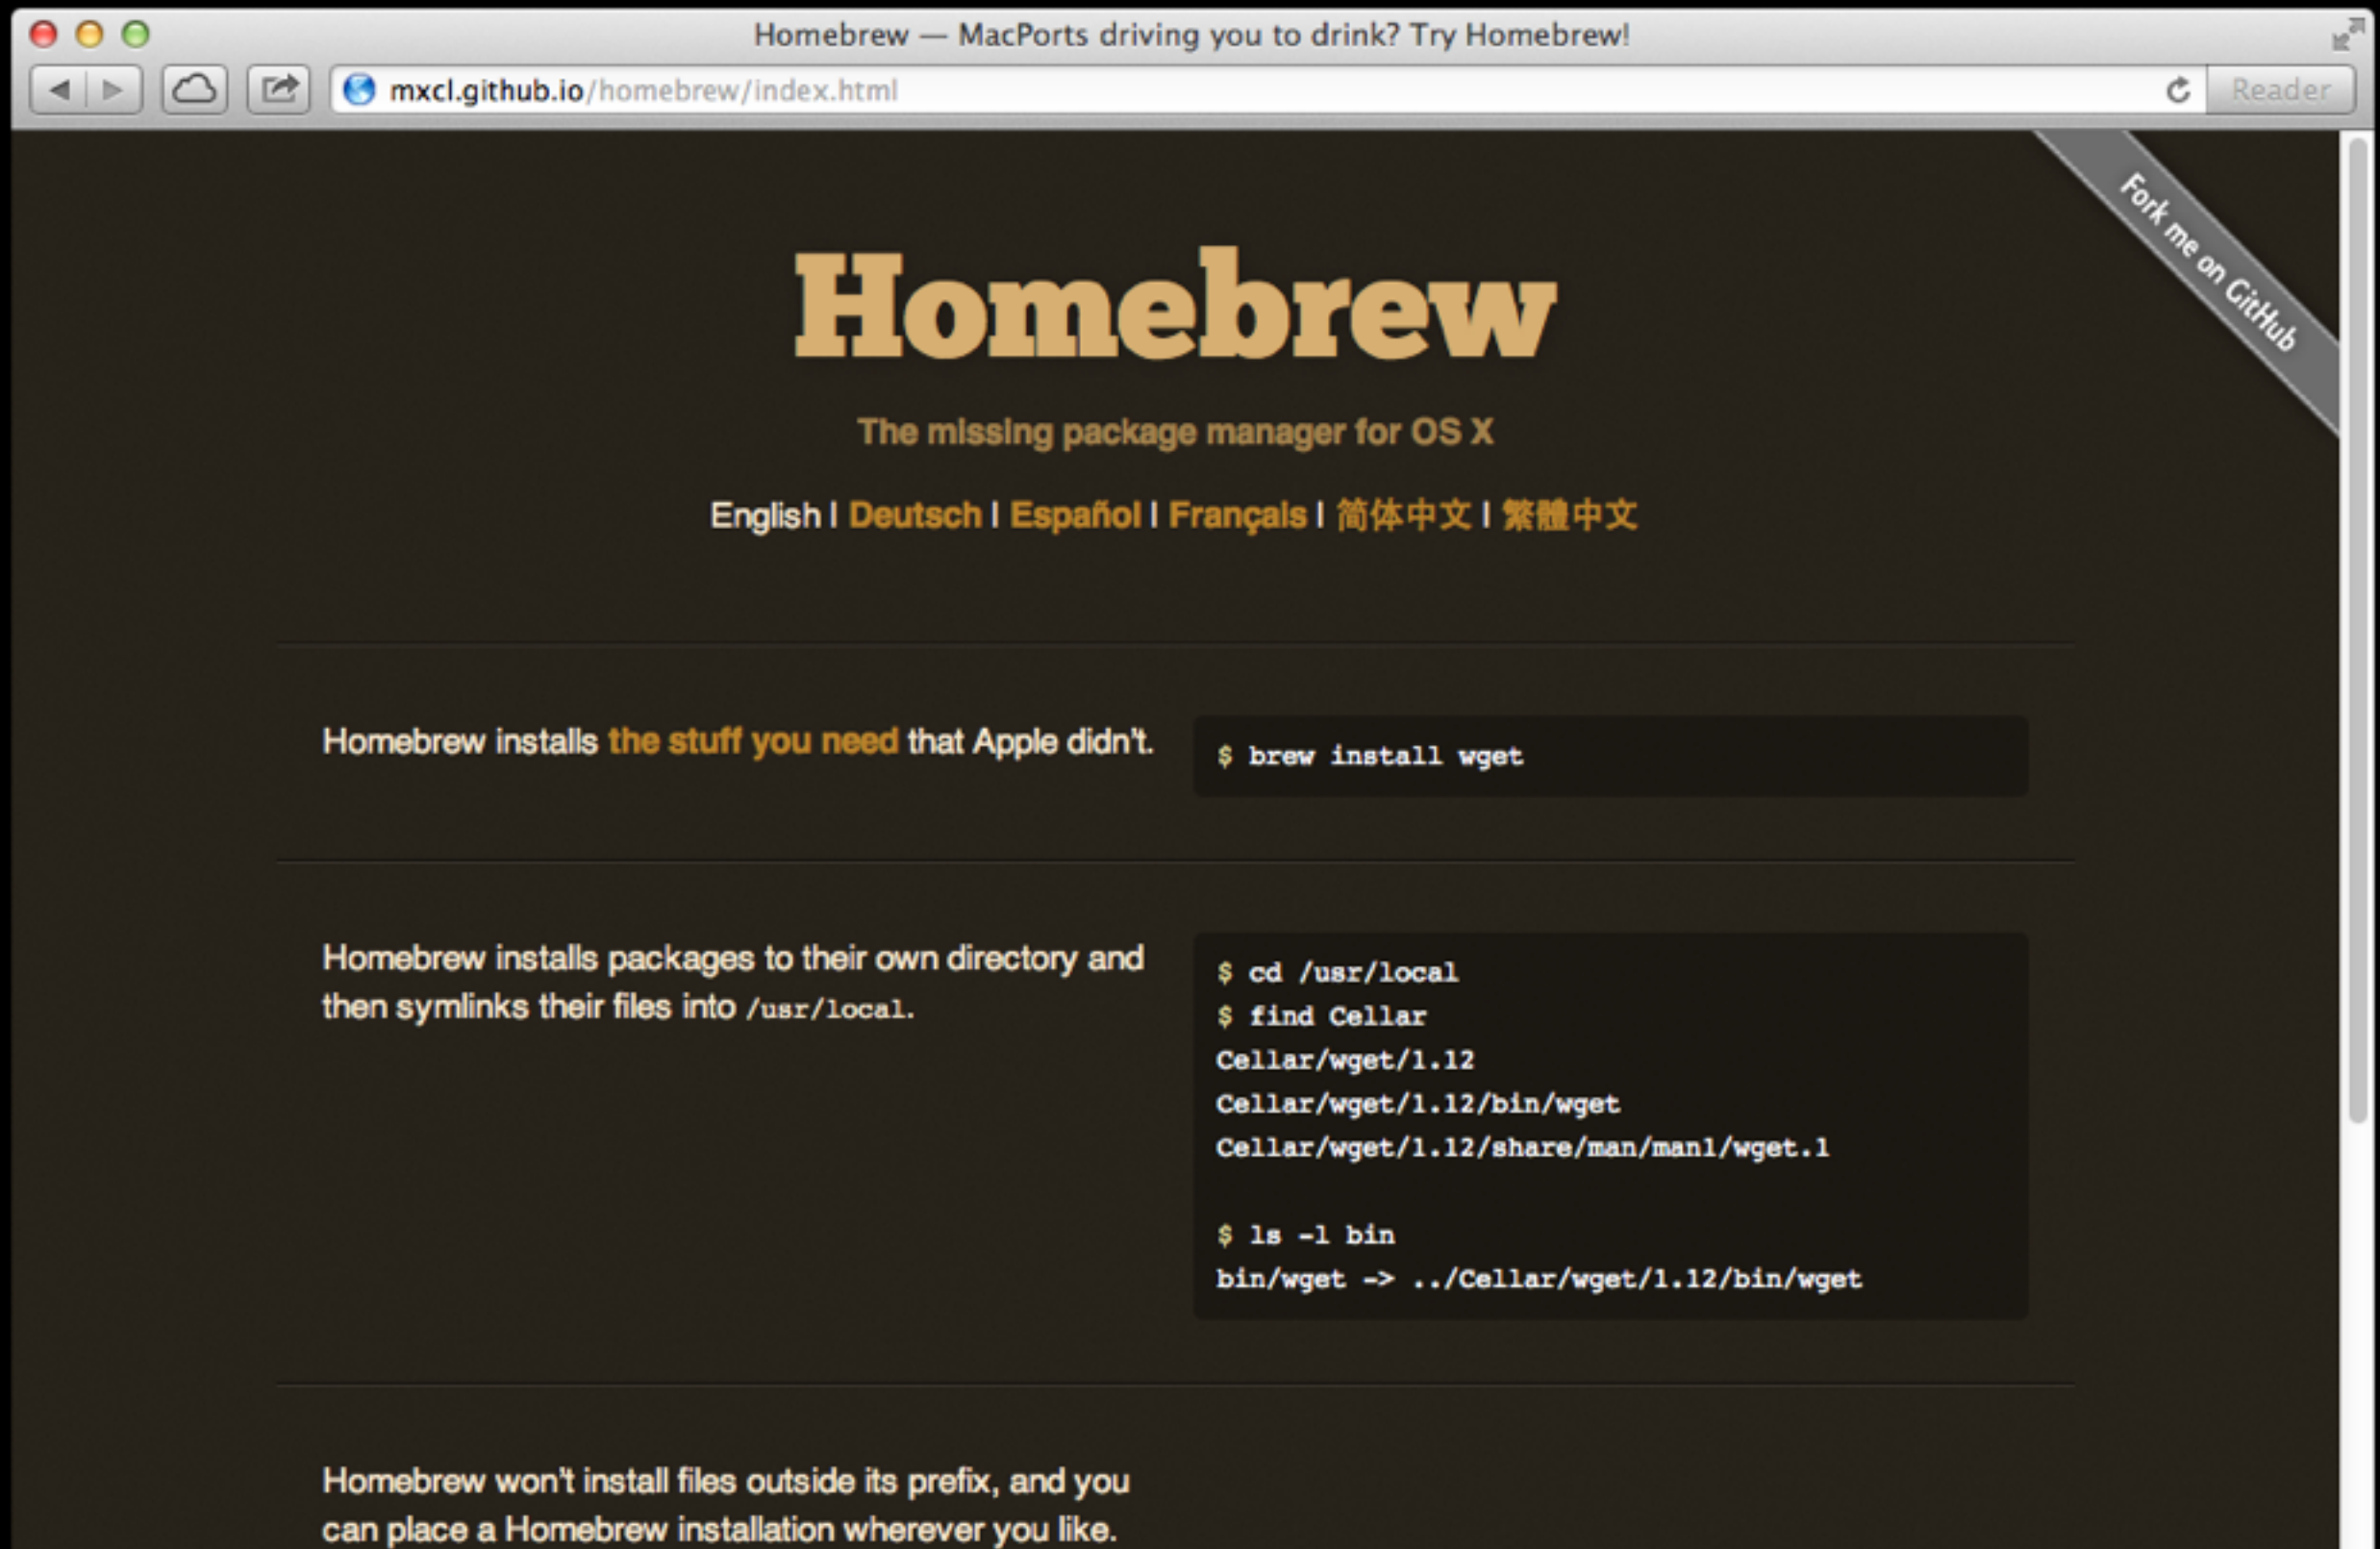 Homebrew — MacPorts driving you to drink? Try Homebrew!
mxcl.github.io/homebrew/index.html
Reader
Fork me on GitHub
Homebrew
The missing package manager for OS X
English | Deutsch | Español | Français | 简体中文 | 繁體中文
Homebrew installs the stuff you need that Apple didn't.
$ brew install wget
Homebrew installs packages to their own directory and
then symlinks their files into /usr/local.
$ cd /usr/local
$ find Cellar
Cellar/wget/1.12
Cellar/wget/1.12/bin/wget
Cellar/wget/1.12/share/man/man1/wget.1
$ ls -l bin
bin/wget -> ../Cellar/wget/1.12/bin/wget
Homebrew won't install files outside its prefix, and you
can place a Homebrew installation wherever you like.